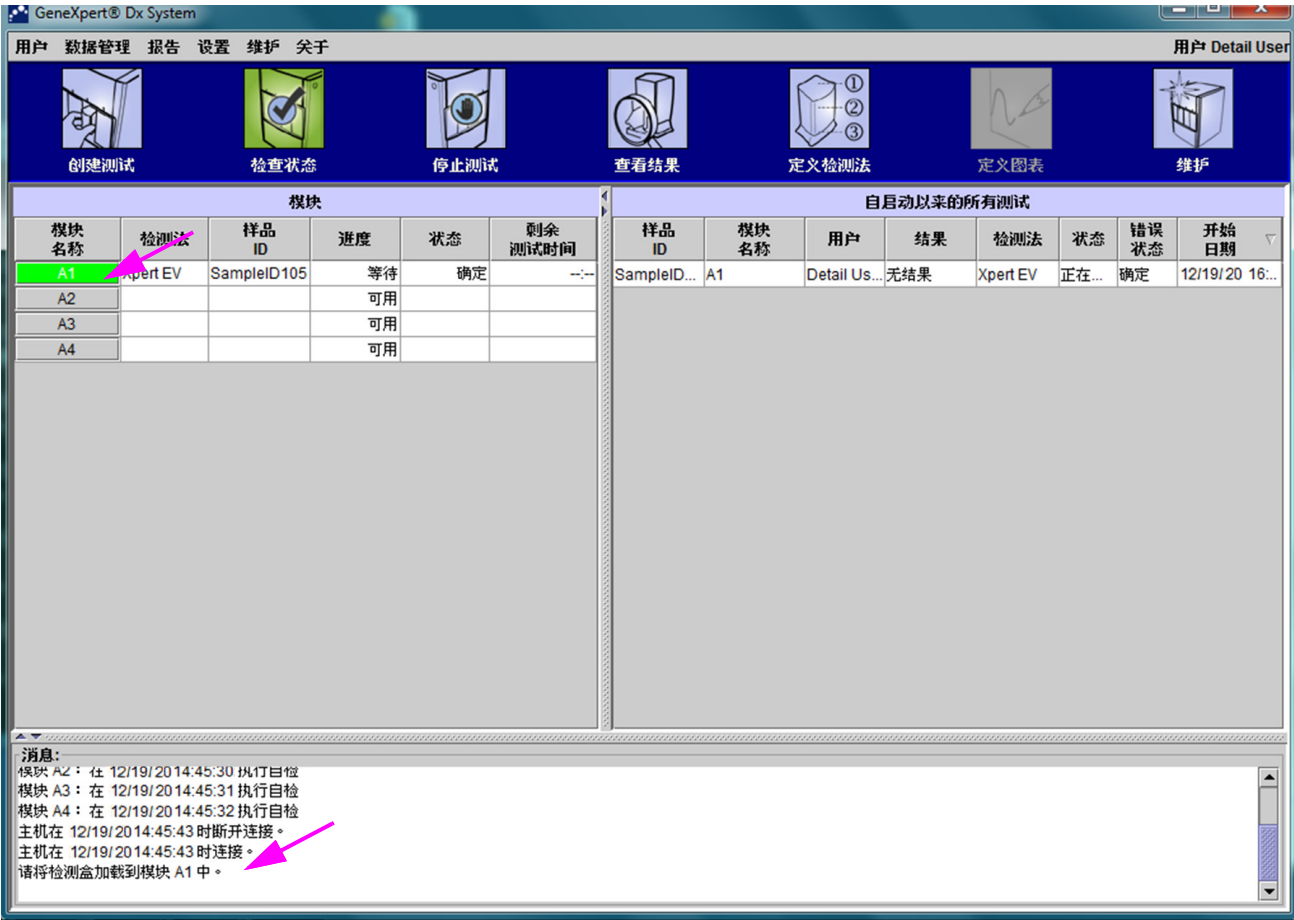 GeneXpert® Dx System
用户 数据管理 报告 设置 维护 关于 用户 Detail User
① ② ③
创建测试 检查状态 停止测试 查看结果 定义检测法 定义图表 维护
模块 自启动以来的所有测试
模块名称 检测法 样品ID 进度 状态 剩余测试时间 样品ID 模块名称 用户 结果 检测法 状态 错误状态 开始日期
A1 Xpert EV SampleID105 等待 确定 --:-- SampleID... A1 Detail Us... 无结果 Xpert EV 正在... 确定 12/19/20 16:..
A2 可用
A3 可用
A4 可用
消息:
模块 A2：在 12/19/2014:45:30 执行自检
模块 A3：在 12/19/2014:45:31 执行自检
模块 A4：在 12/19/2014:45:32 执行自检
主机在 12/19/2014:45:43 时断开连接。
主机在 12/19/2014:45:43 时连接。
请将检测盒加载到模块 A1 中。